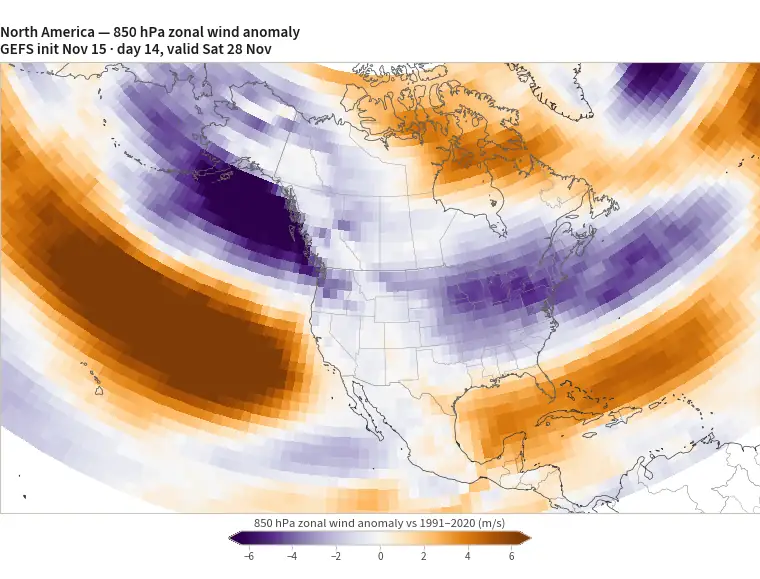 North America — 850 hPa zonal wind anomaly
GEFS init Nov 15 · day 14, valid Sat 28 Nov
850 hPa zonal wind anomaly vs 1991–2020 (m/s)
−6 −4 −2 0 2 4 6